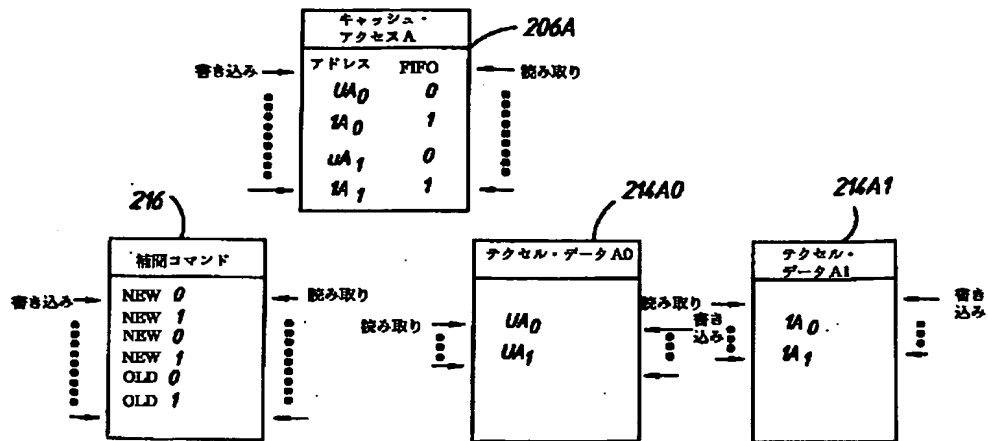 キャッシュ・
アクセスA
206A
アドレス FIFO
書き込み
読み取り
UA0 0
1A0 1
uA1 0
1A1 1
216
214A0
214A1
補間コマンド
テクセル・データ A0
テクセル・
データ A1
書き込み
読み取り
NEW 0
NEW 1
NEW 0
NEW 1
OLD 0
OLD 1
読み取り
UA0
UA1
書き
込み
読み取り
1A0
1A1
書き
込み